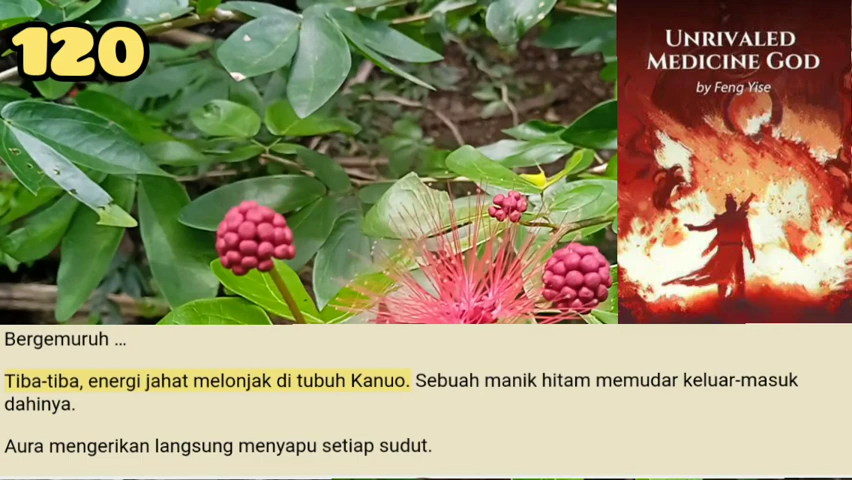 120
UNRIVALED
MEDICINE GOD
by Feng Yise
Bergemuruh ...
Tiba-tiba, energi jahat melonjak di tubuh Kanuo. Sebuah manik hitam memudar keluar-masuk
dahinya.
Aura mengerikan langsung menyapu setiap sudut.